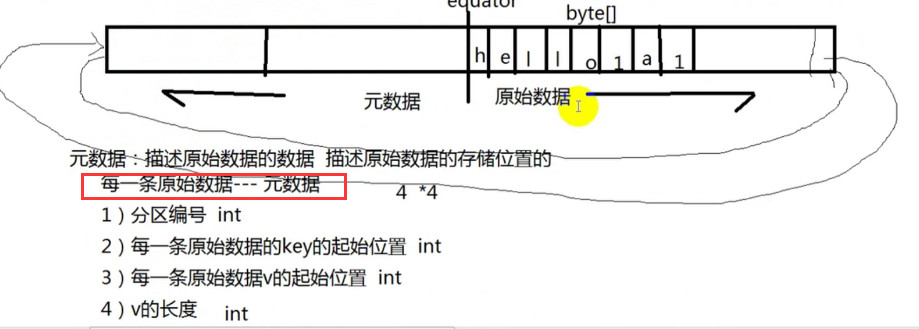 equator
byte[]
h e l l o 1 a 1
元数据 原始数据
元数据：描述原始数据的数据 描述原始数据的存储位置的
每一条原始数据--- 元数据
4 *4
1）分区编号 int
2）每一条原始数据的key的起始位置 int
3）每一条原始数据v的起始位置 int
4）v的长度 int